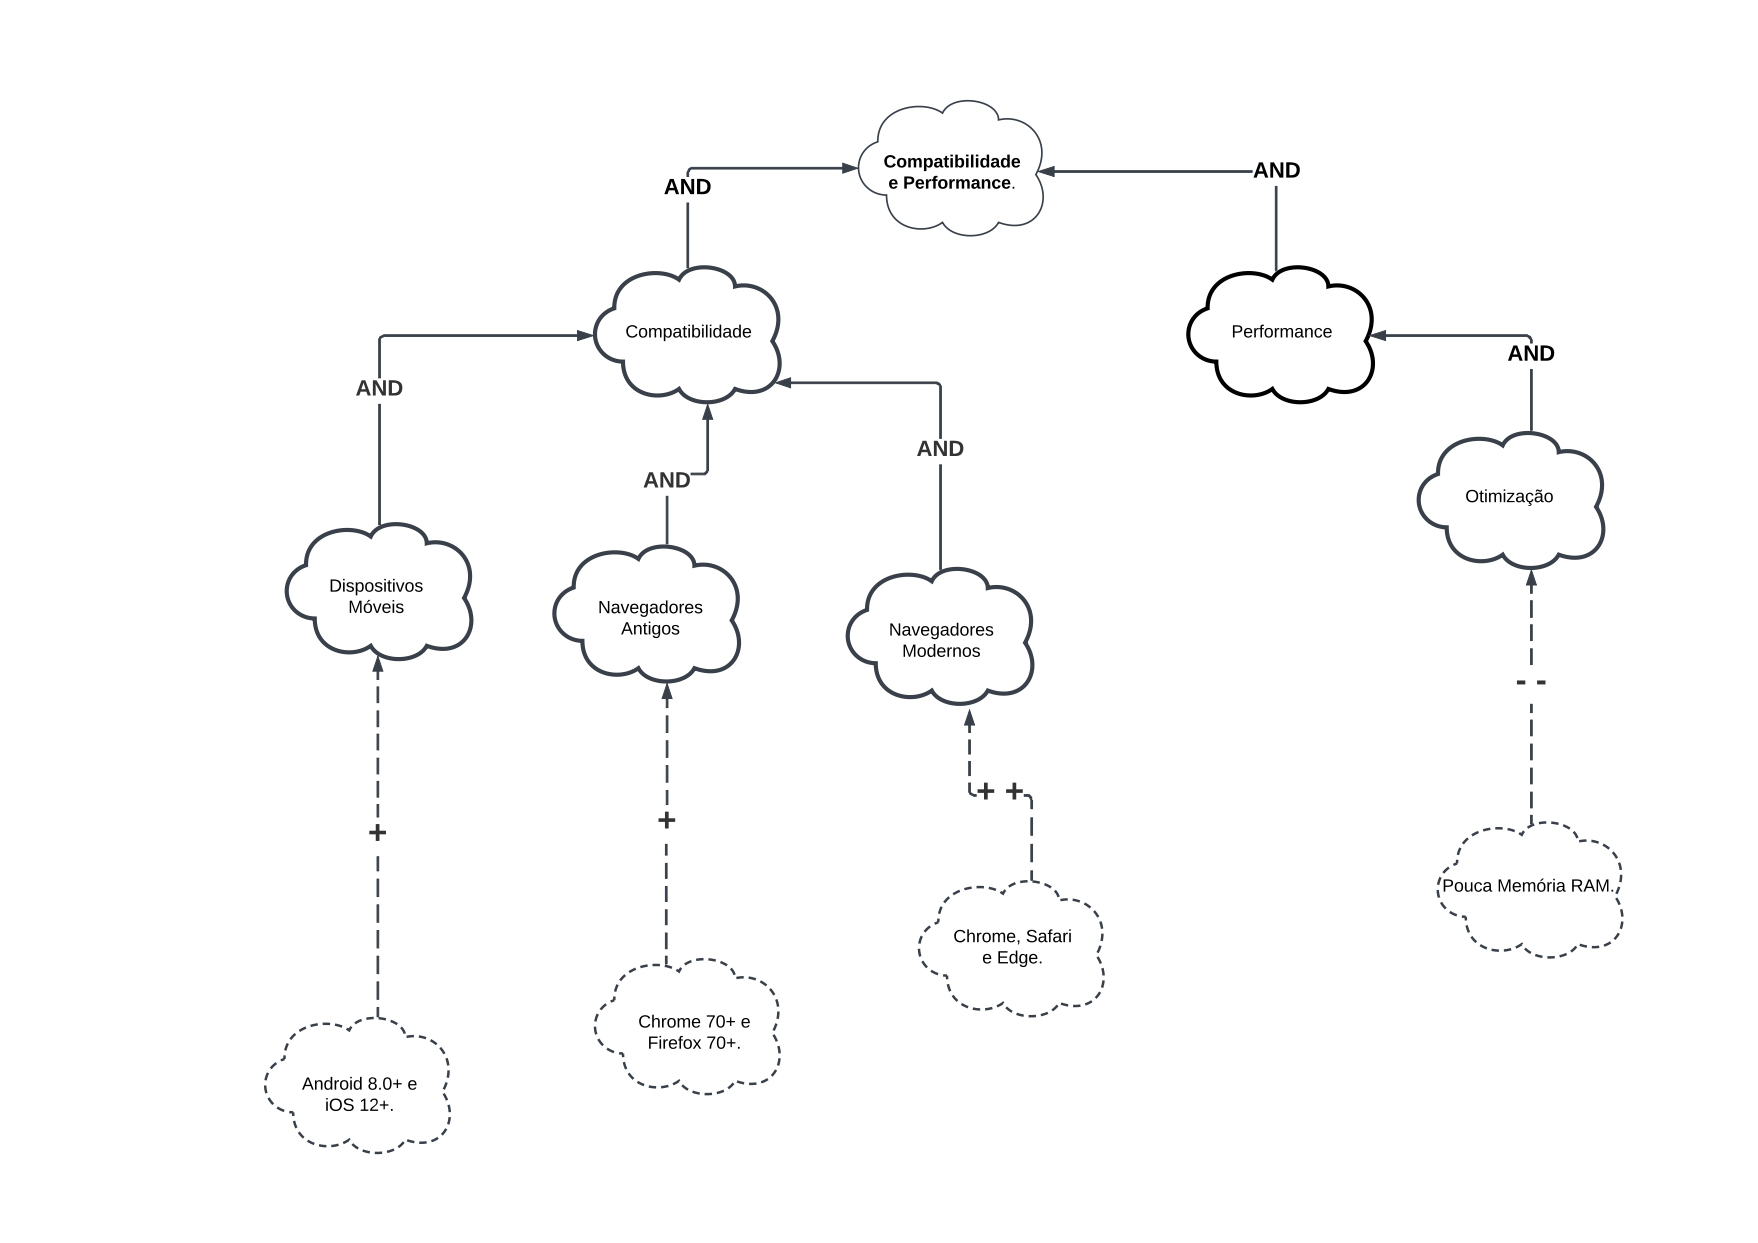 Compatibilidade
e Performance.
AND
AND
Compatibilidade
Performance
AND
AND
AND
AND
Otimização
Dispositivos
Móveis
Navegadores
Antigos
Navegadores
Modernos
- -
+ +
+
+
Pouca Memória RAM.
Chrome, Safari
e Edge.
Chrome 70+ e
Firefox 70+.
Android 8.0+ e
iOS 12+.